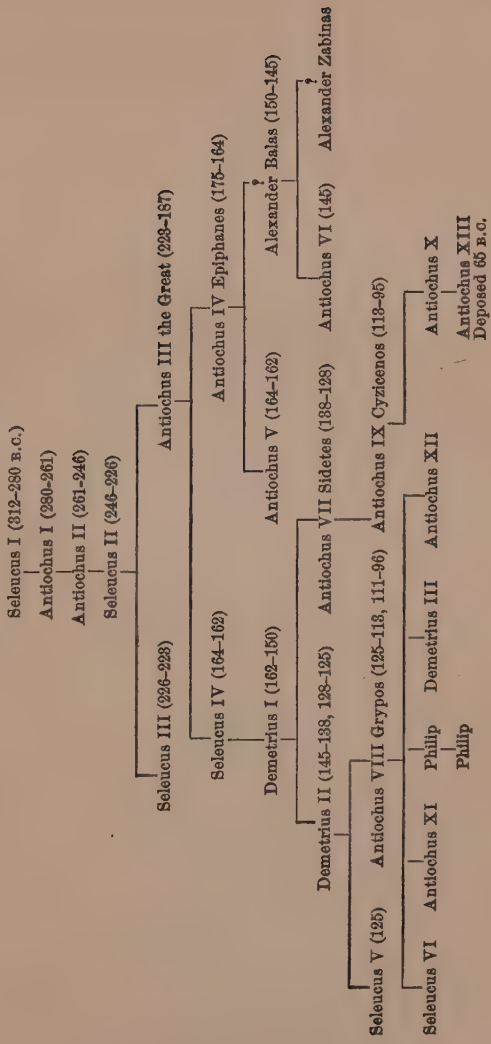 Seleucus I (312–280 B.C.)
Antiochus I (280–261)
Antiochus II (261–246)
Seleucus II (246–226)
Seleucus III (226–223) Antiochus III the Great (223–187)
Seleucus IV (164–162) Antiochus IV Epiphanes (175–164)
Demetrius I (162–150) Antiochus V (164–162) ? Alexander Balas (150–145)
Demetrius II (145–138, 128–125) Antiochus VII Sidetes (138–128) Antiochus VI (145) ? Alexander Zabinas
Seleucus V (125) Antiochus VIII Grypos (125–113, 111–96) Antiochus IX Cyzicenos (113–95)
Seleucus VI Antiochus XI Philip Demetrius III Antiochus XII Antiochus X
Philip Antiochus XIII
Deposed 65 B.C.